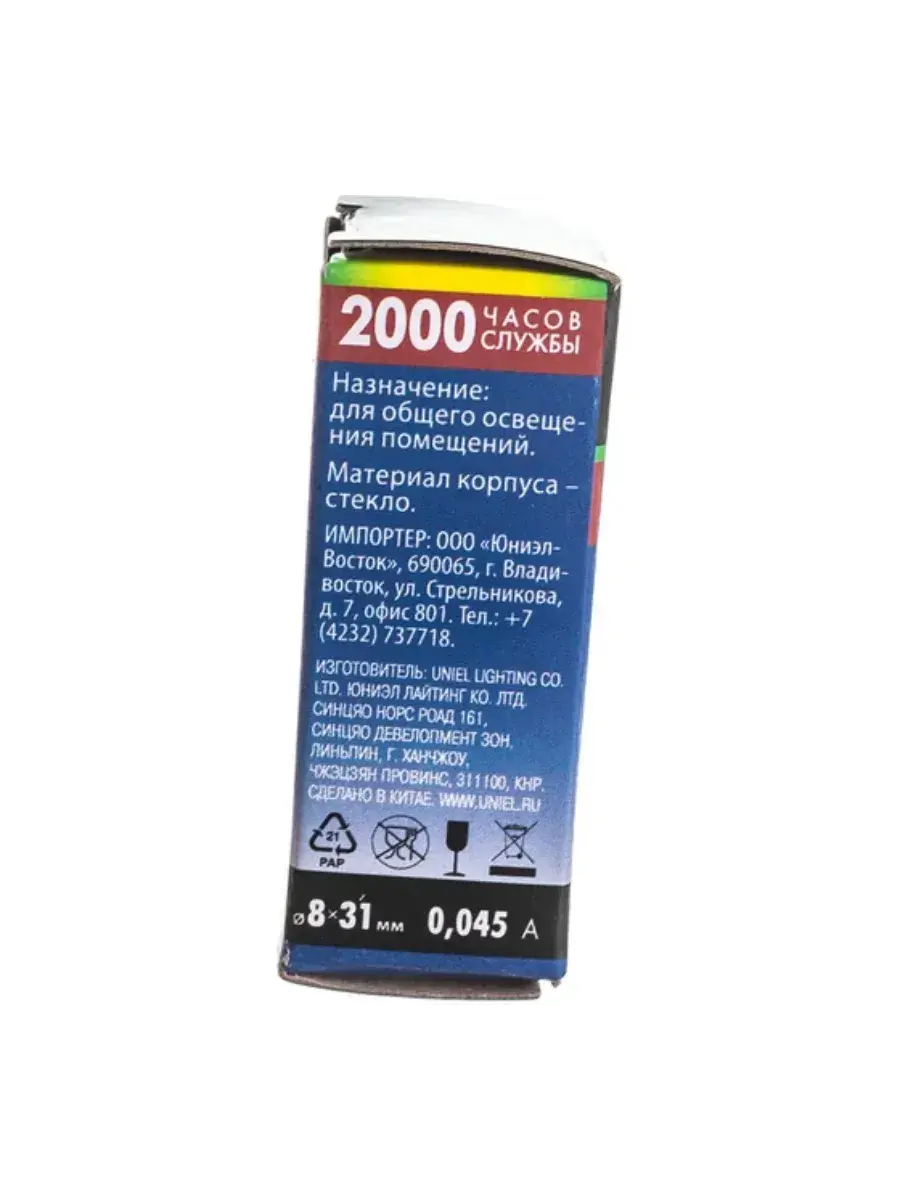 2000 ЧАСОВ
СЛУЖБЫ
Назначение:
для общего освеще-
ния помещений.
Материал корпуса –
стекло.
ИМПОРТЕР: ООО «Юниэл-
Восток», 690065, г. Влади-
восток, ул. Стрельникова,
д. 7, офис 801. Тел.: +7
(4232) 737718.
ИЗГОТОВИТЕЛЬ: UNIEL LIGHTING CO.
LTD. ЮНИЭЛ ЛАЙТИНГ КО. ЛТД.
СИНЦЯО НОРС РОАД 161,
СИНЦЯО ДЕВЕЛОПМЕНТ ЗОН,
ЛИНЬПИН, Г. ХАНЧЖОУ,
ЧЖЭЦЗЯН ПРОВИНС, 311100, КНР.
СДЕЛАНО В КИТАЕ. WWW.UNIEL.RU
21
PAP
⌀ 8×31 мм 0,045 А